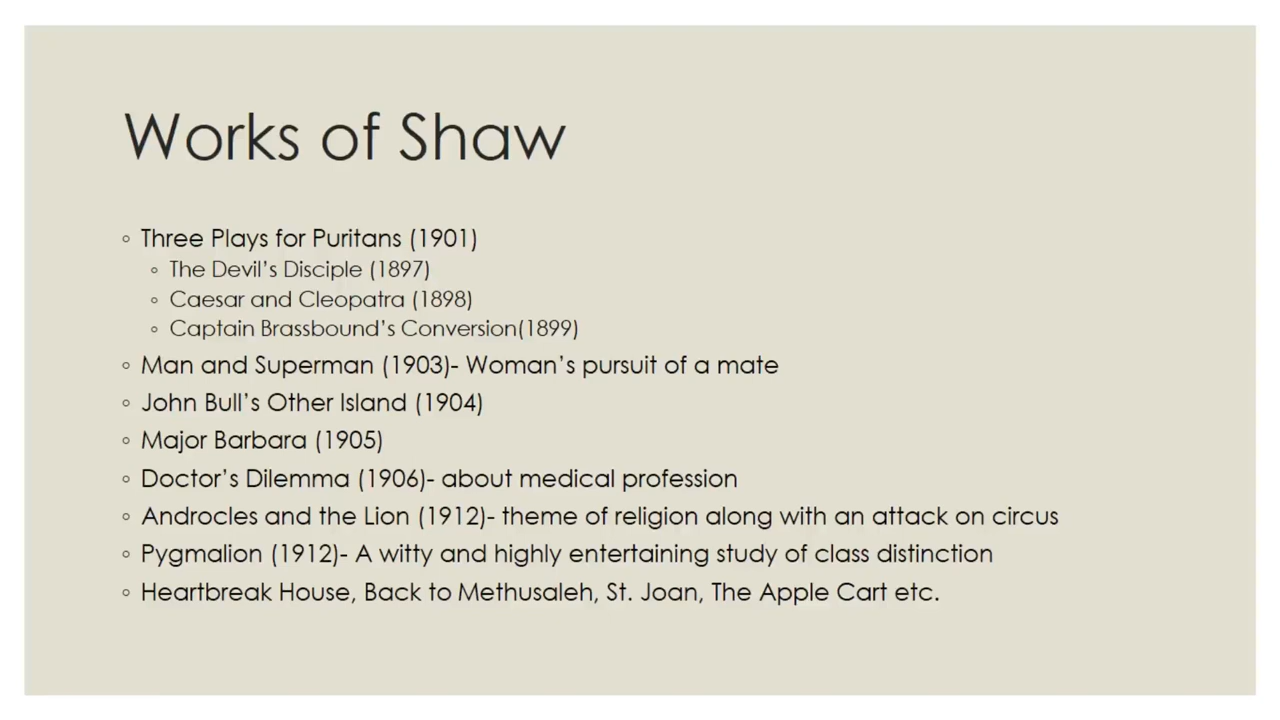 Works of Shaw
◦ Three Plays for Puritans (1901)
◦ The Devil's Disciple (1897)
◦ Caesar and Cleopatra (1898)
◦ Captain Brassbound's Conversion(1899)
◦ Man and Superman (1903)- Woman's pursuit of a mate
◦ John Bull's Other Island (1904)
◦ Major Barbara (1905)
◦ Doctor's Dilemma (1906)- about medical profession
◦ Androcles and the Lion (1912)- theme of religion along with an attack on circus
◦ Pygmalion (1912)- A witty and highly entertaining study of class distinction
◦ Heartbreak House, Back to Methusaleh, St. Joan, The Apple Cart etc.